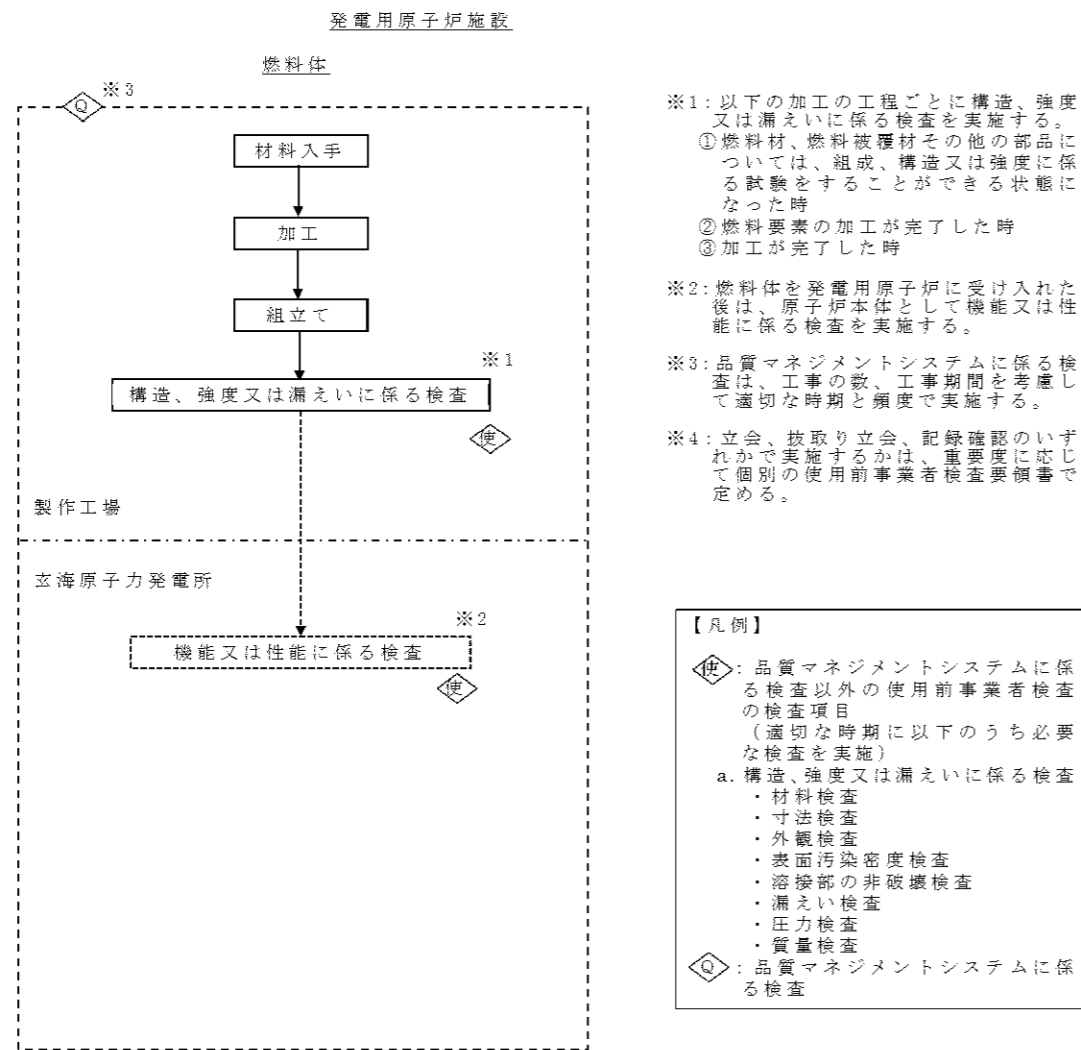 発電用原子炉施設
燃料体
Q
※3
材料入手
加工
組立て
※1
構造、強度又は漏えいに係る検査
使
製作工場
玄海原子力発電所
※2
機能又は性能に係る検査
使
※1:以下の加工の工程ごとに構造、強度
又は漏えいに係る検査を実施する。
①燃料材、燃料被覆材その他の部品に
ついては、組成、構造又は強度に係
る試験をすることができる状態に
なった時
②燃料要素の加工が完了した時
③加工が完了した時
※2:燃料体を発電用原子炉に受け入れた
後は、原子炉本体として機能又は性
能に係る検査を実施する。
※3:品質マネジメントシステムに係る検
査は、工事の数、工事期間を考慮し
て適切な時期と頻度で実施する。
※4:立会、抜取り立会、記録確認のいず
れかで実施するかは、重要度に応じ
て個別の使用前事業者検査要領書で
定める。
【凡例】
使:品質マネジメントシステムに係
る検査以外の使用前事業者検査
の検査項目
(適切な時期に以下のうち必要
な検査を実施)
a.構造、強度又は漏えいに係る検査
・材料検査
・寸法検査
・外観検査
・表面汚染密度検査
・溶接部の非破壊検査
・漏えい検査
・圧力検査
・質量検査
Q:品質マネジメントシステムに係
る検査